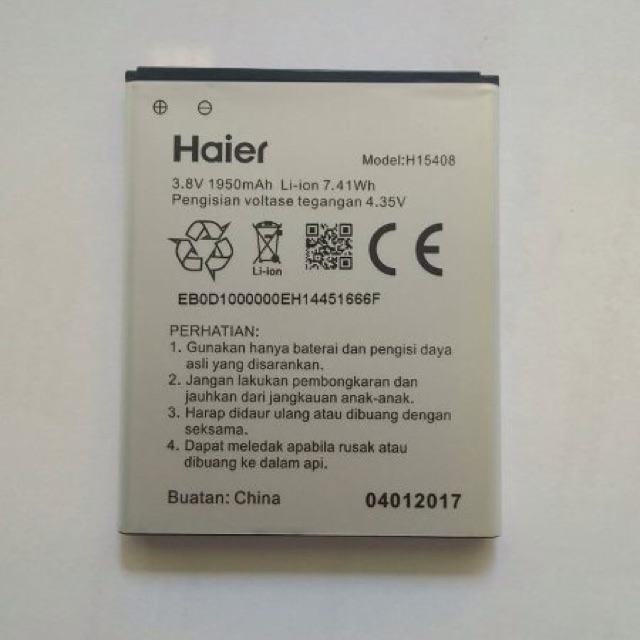 Haier
Model:H15408
3.8V 1950mAh Li-ion 7.41Wh
Pengisian voltase tegangan 4.35V
Li-ion
CE
EB0D1000000EH14451666F
PERHATIAN:
1. Gunakan hanya baterai dan pengisi daya
asli yang disarankan.
2. Jangan lakukan pembongkaran dan
jauhkan dari jangkauan anak-anak.
3. Harap didaur ulang atau dibuang dengan
seksama.
4. Dapat meledak apabila rusak atau
dibuang ke dalam api.
Buatan: China
04012017